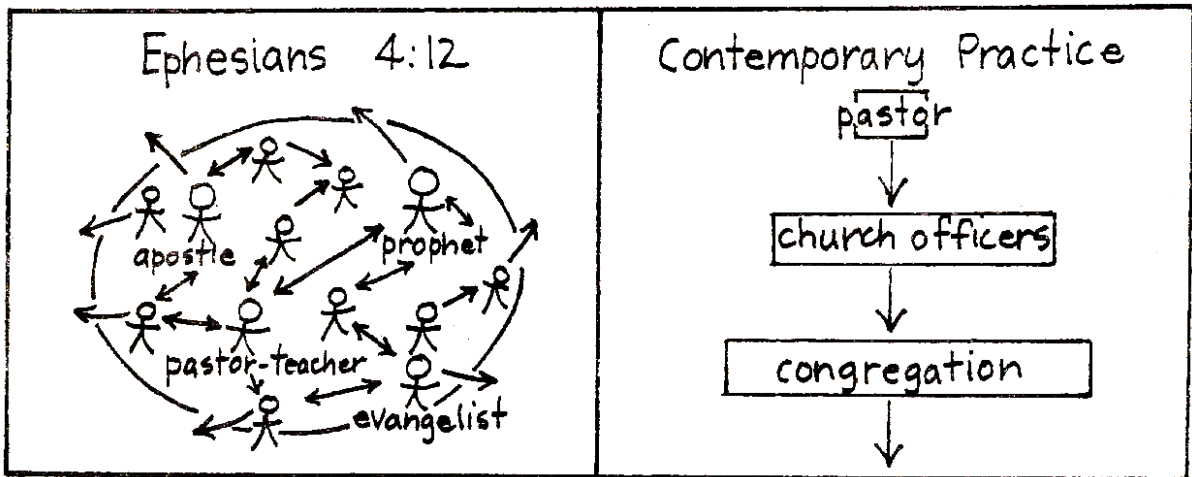 Ephesians 4:12
apostle
prophet
pastor-teacher
evangelist
Contemporary Practice
pastor
church officers
congregation